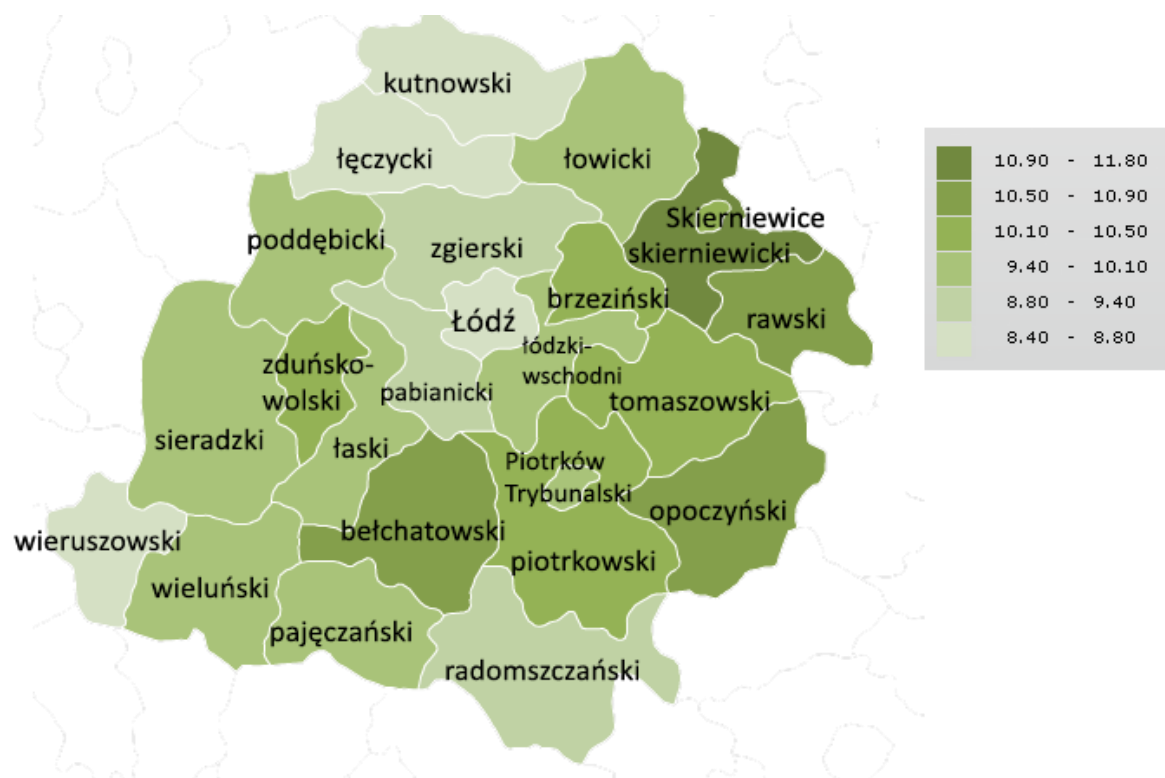 kutnowski
łęczycki
łowicki
Skierniewice
skierniewicki
poddębicki
zgierski
brzeziński
rawski
Łódź
łódzki-
wschodni
zduńsko-
wolski
pabianicki
tomaszowski
sieradzki
łaski
Piotrków
Trybunalski
opoczyński
wieruszowski
bełchatowski
piotrkowski
wieluński
pajęczański
radomszczański
10.90 - 11.80
10.50 - 10.90
10.10 - 10.50
9.40 - 10.10
8.80 - 9.40
8.40 - 8.80